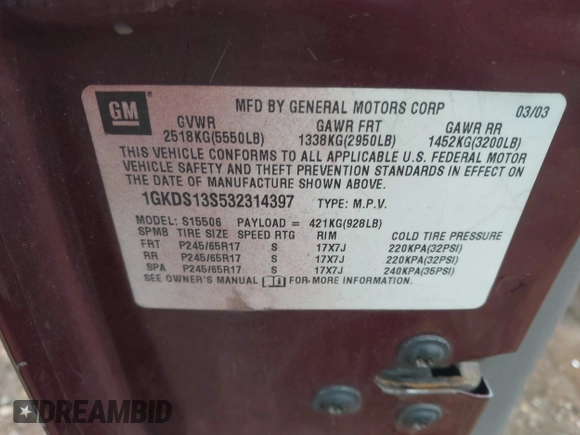 GM
MFD BY GENERAL MOTORS CORP 03/03
GVWR GAWR FRT GAWR RR
2518KG(5550LB) 1338KG(2950LB) 1452KG(3200LB)
THIS VEHICLE CONFORMS TO ALL APPLICABLE U.S. FEDERAL MOTOR
VEHICLE SAFETY AND THEFT PREVENTION STANDARDS IN EFFECT ON
THE DATE OF MANUFACTURE SHOWN ABOVE.
1GKDS13S532314397 TYPE: M.P.V.
MODEL: S15506 PAYLOAD = 421KG(928LB)
SPMB TIRE SIZE SPEED RTG RIM COLD TIRE PRESSURE
FRT P245/65R17 S 17X7J 220KPA(32PSI)
RR P245/65R17 S 17X7J 220KPA(32PSI)
SPA P245/65R17 S 17X7J 240KPA(35PSI)
SEE OWNER'S MANUAL FOR MORE INFORMATION.
DREAMBID